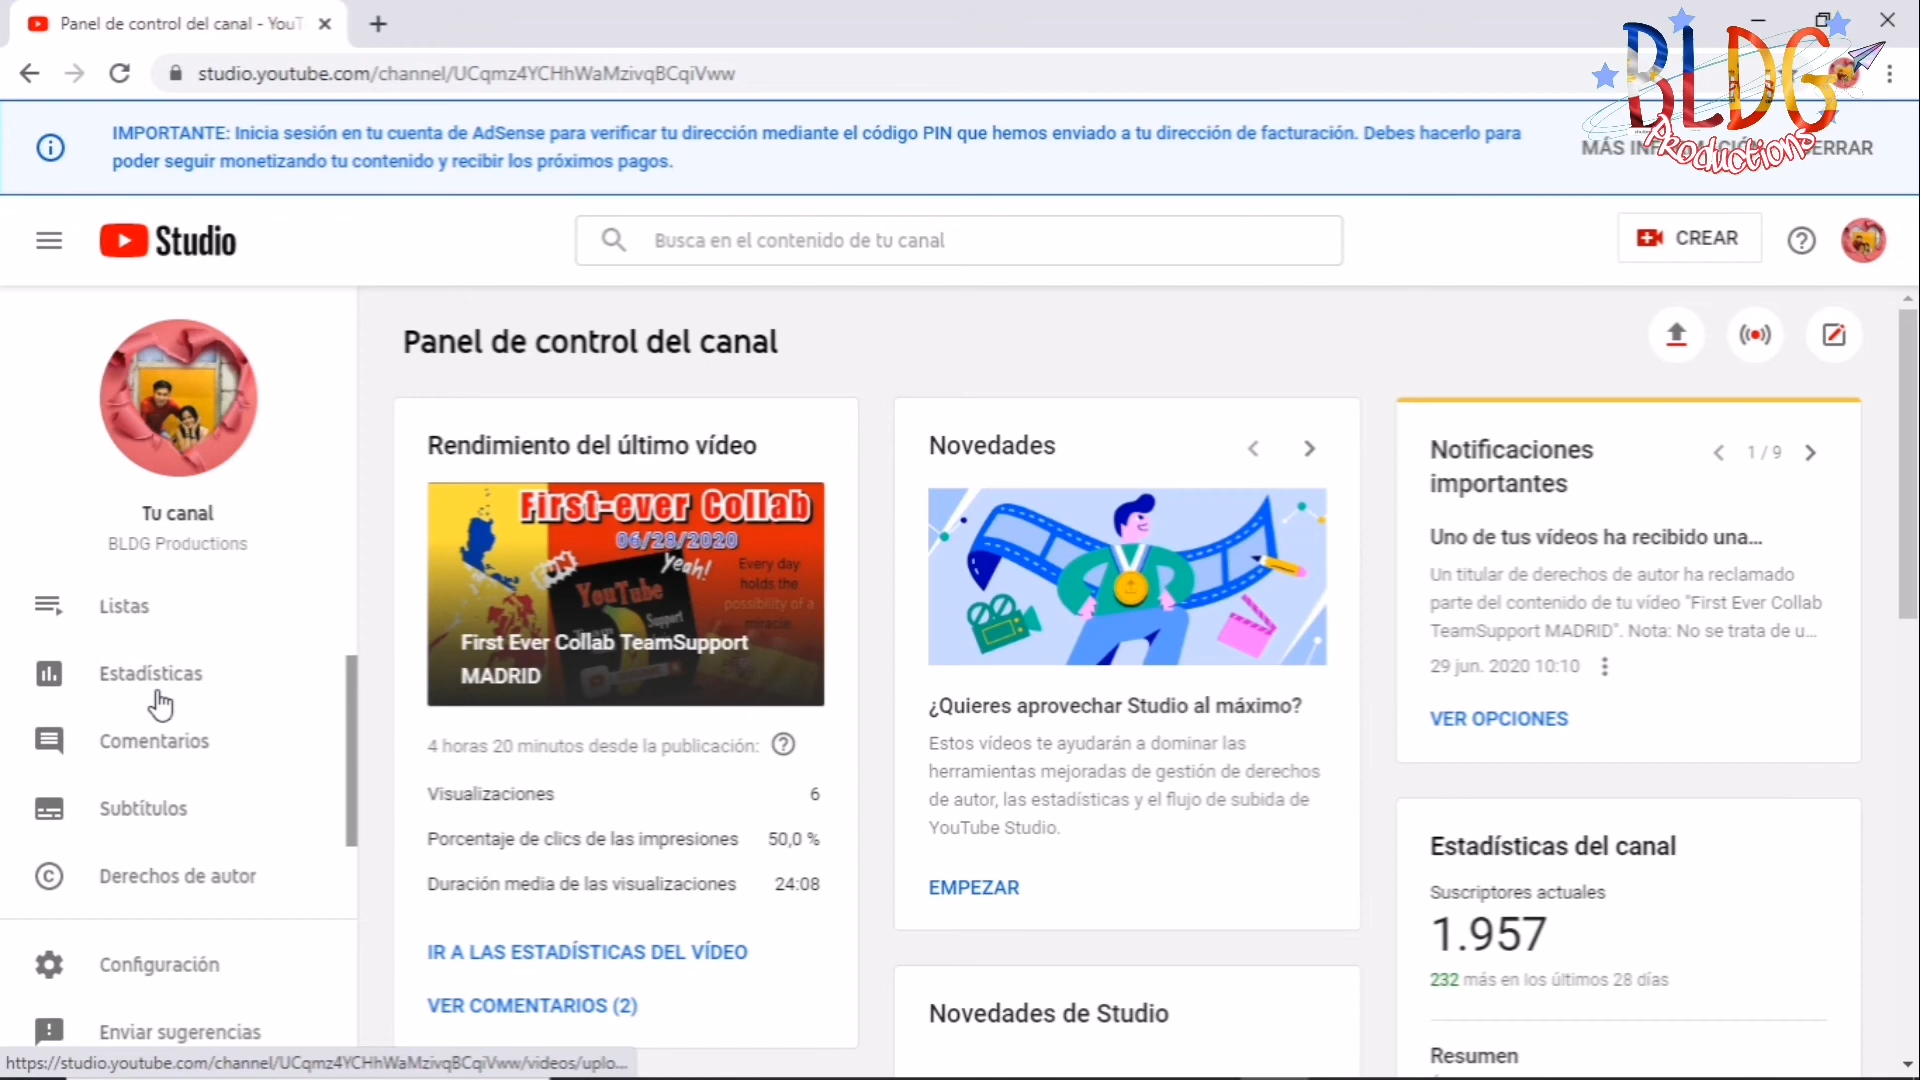 Panel de control del canal - YouT
studio.youtube.com/channel/UCqmz4YCHhWaMzivqBCqiVww
IMPORTANTE: Inicia sesión en tu cuenta de AdSense para verificar tu dirección mediante el código PIN que hemos enviado a tu dirección de facturación. Debes hacerlo para
poder seguir monetizando tu contenido y recibir los próximos pagos.
BLDG
Productions
MÁS
Studio
Busca en el contenido de tu canal
CREAR
Panel de control del canal
Tu canal
BLDG Productions
Listas
Estadísticas
Comentarios
Subtítulos
Derechos de autor
Configuración
Enviar sugerencias
Rendimiento del último vídeo
First-ever Collab
06/28/2020
FUN
Yeah!
Every day
holds the
possibility of a
miracle
YouTube
Support
First Ever Collab TeamSupport
MADRID
4 horas 20 minutos desde la publicación:
Visualizaciones 6
Porcentaje de clics de las impresiones 50,0 %
Duración media de las visualizaciones 24:08
IR A LAS ESTADÍSTICAS DEL VÍDEO
VER COMENTARIOS (2)
Novedades
¿Quieres aprovechar Studio al máximo?
Estos vídeos te ayudarán a dominar las
herramientas mejoradas de gestión de derechos
de autor, las estadísticas y el flujo de subida de
YouTube Studio.
EMPEZAR
Novedades de Studio
Notificaciones
importantes
1 / 9
Uno de tus vídeos ha recibido una...
Un titular de derechos de autor ha reclamado
parte del contenido de tu vídeo "First Ever Collab
TeamSupport MADRID". Nota: No se trata de u...
29 jun. 2020 10:10
VER OPCIONES
Estadísticas del canal
Suscriptores actuales
1.957
232 más en los últimos 28 días
Resumen
https://studio.youtube.com/channel/UCqmz4YCHhWaMzivqBCqiVww/videos/uplo...